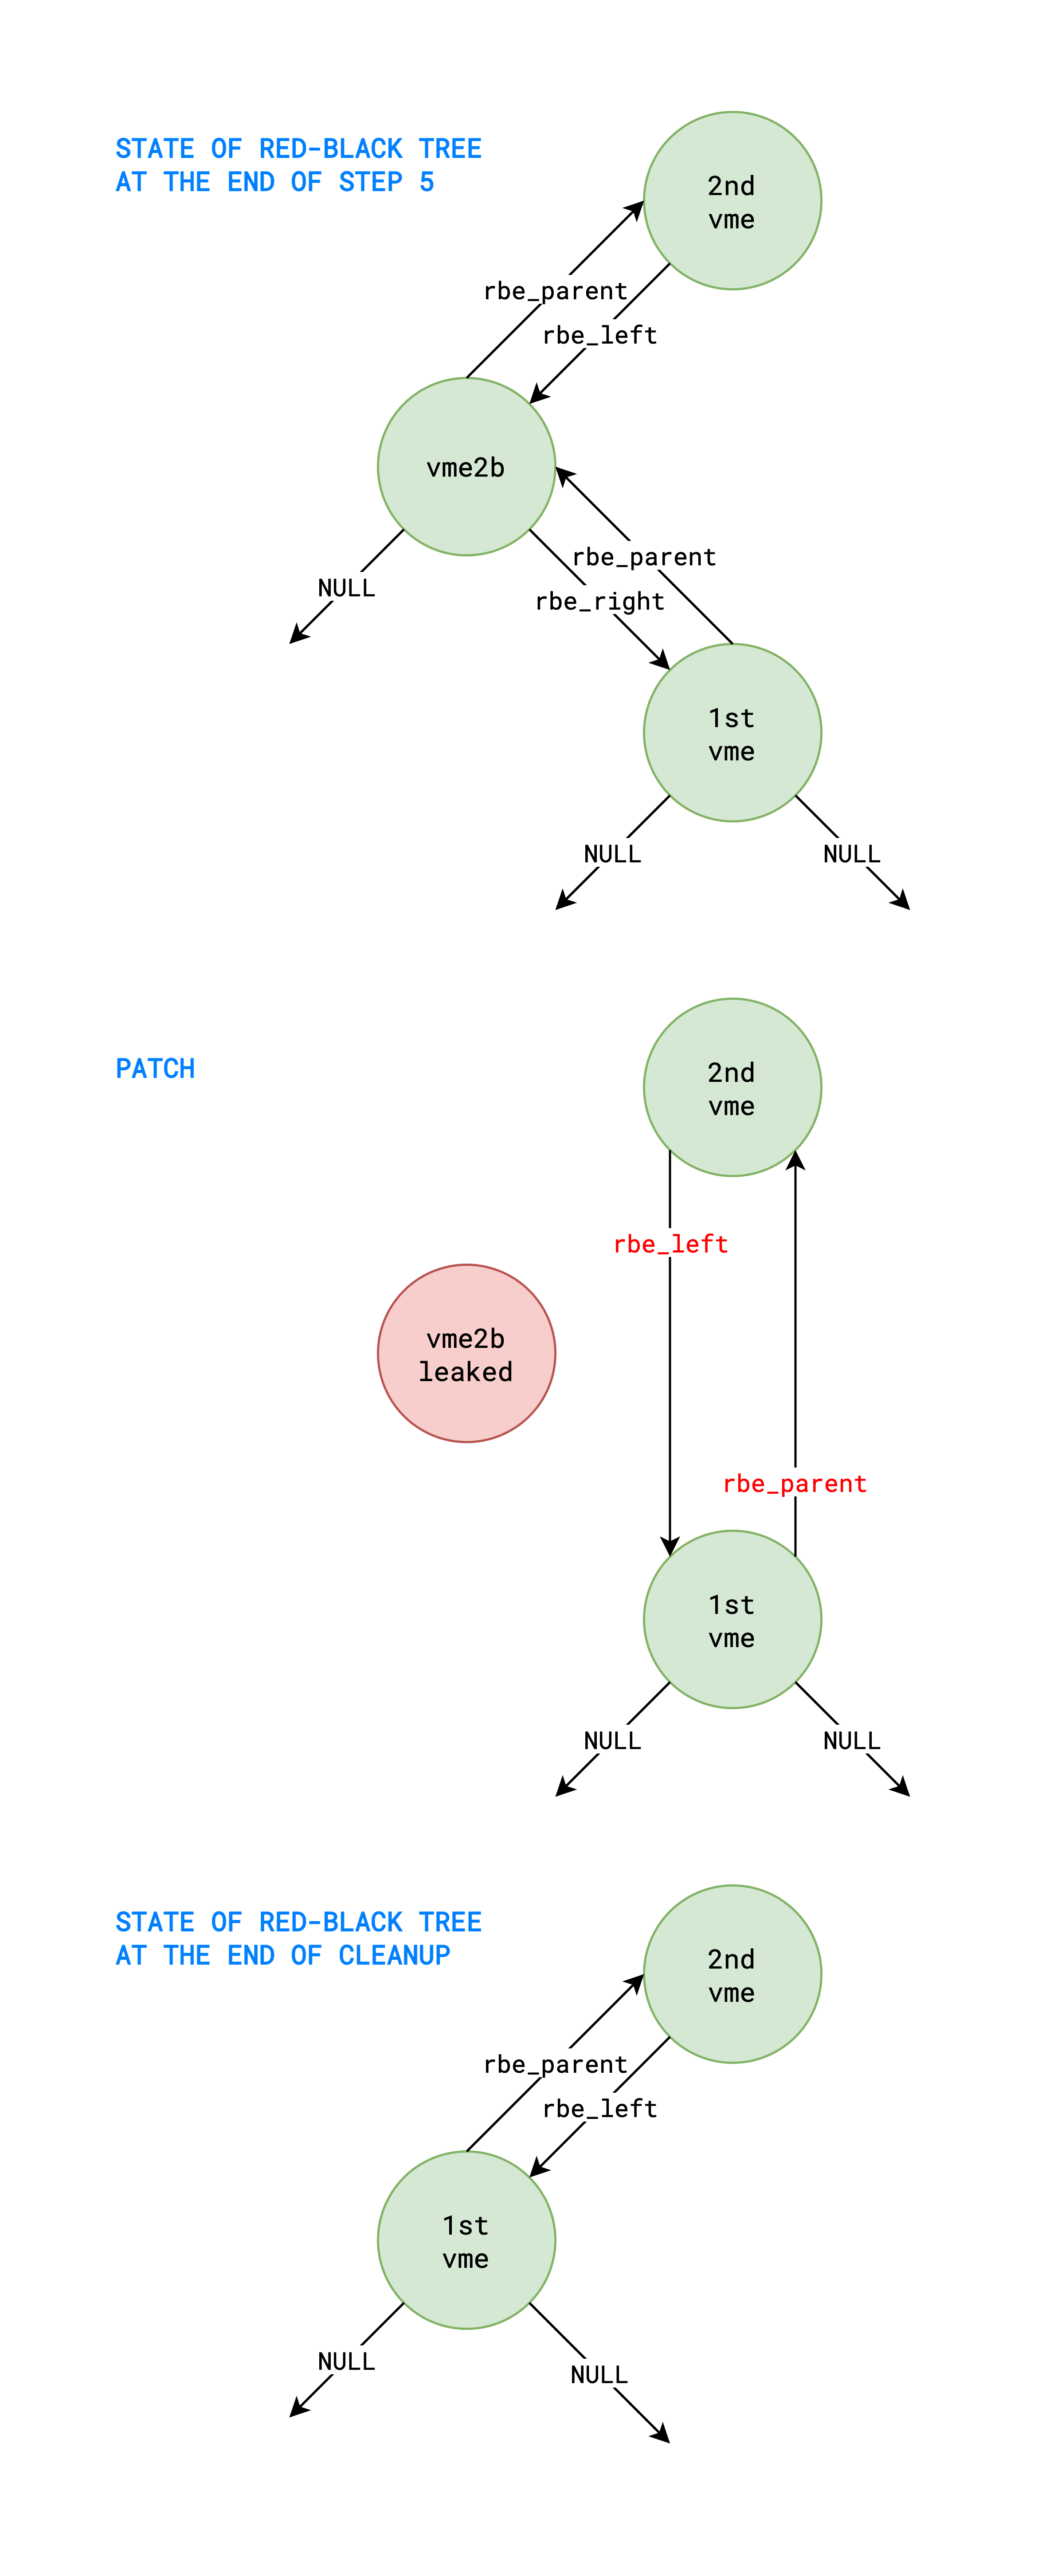 STATE OF RED-BLACK TREE
AT THE END OF STEP 5
2nd
vme
rbe_parent
rbe_left
vme2b
rbe_parent
NULL
rbe_right
1st
vme
NULL
NULL
PATCH
2nd
vme
rbe_left
vme2b
leaked
rbe_parent
1st
vme
NULL
NULL
STATE OF RED-BLACK TREE
AT THE END OF CLEANUP
2nd
vme
rbe_parent
rbe_left
1st
vme
NULL
NULL